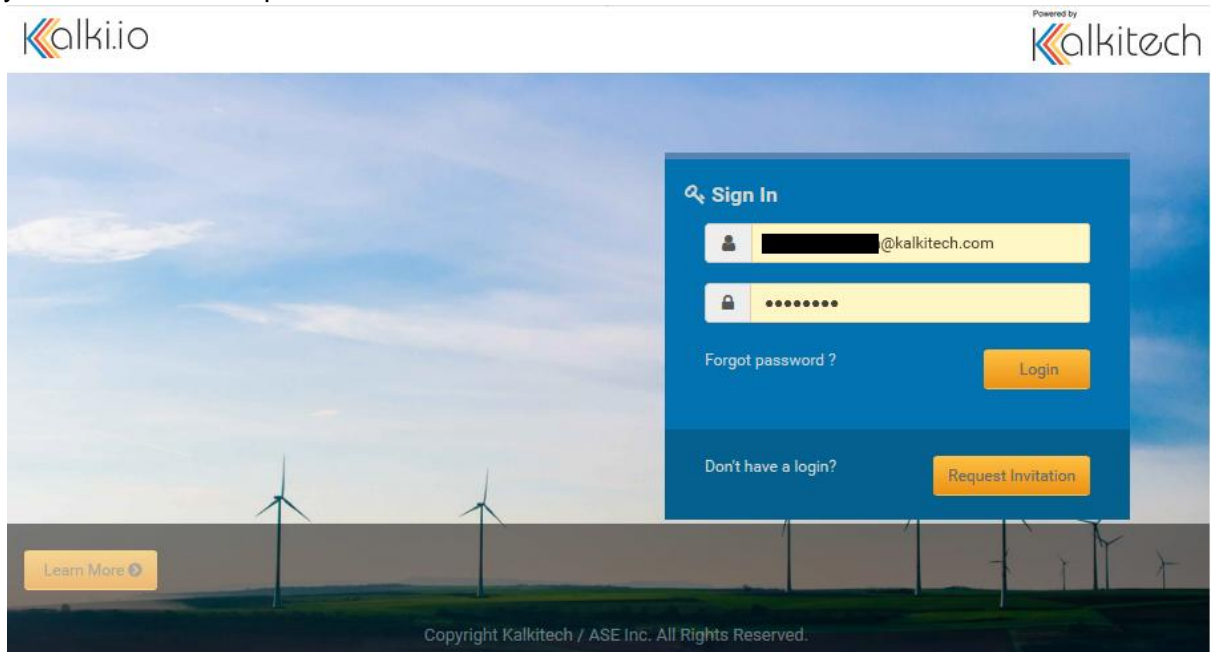 Kalki.io
Powered by
Kalkitech
Sign In
@kalkitech.com
Forgot password ?
Login
Don't have a login?
Request Invitation
Learn More
Copyright Kalkitech / ASE Inc. All Rights Reserved.